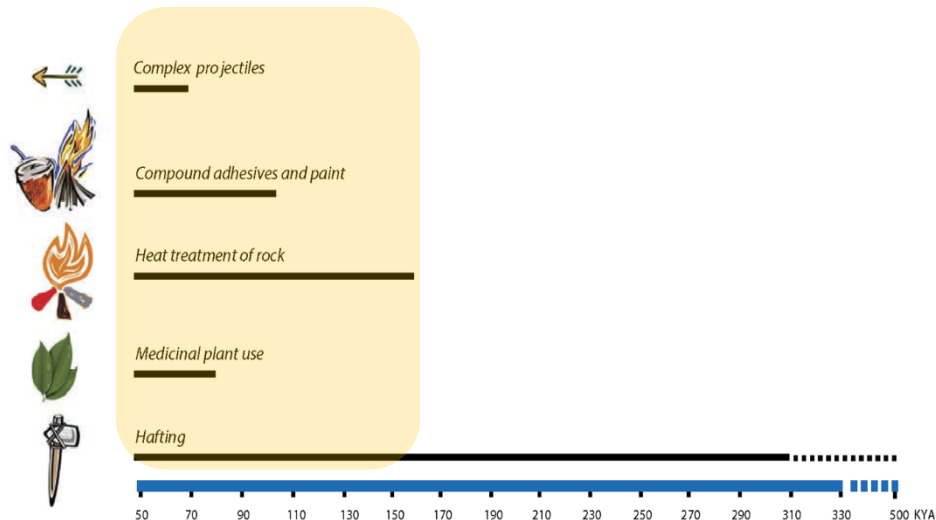 Complex projectiles
Compound adhesives and paint
Heat treatment of rock
Medicinal plant use
Hafting
50 70 90 110 130 150 170 190 210 230 250 270 290 310 330 500 KYA